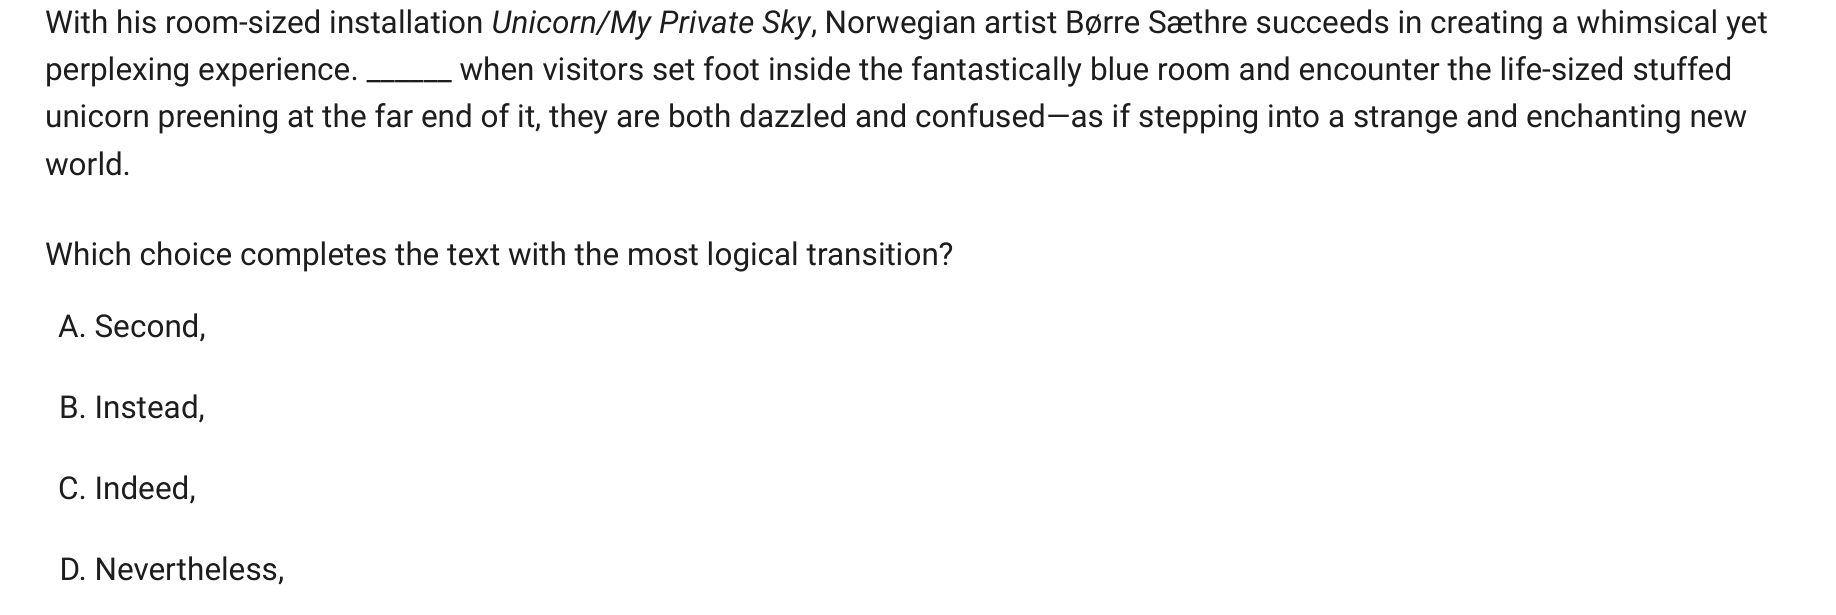 With his room-sized installation Unicorn/My Private Sky, Norwegian artist Børre Sæthre succeeds in creating a whimsical yet
perplexing experience. ______ when visitors set foot inside the fantastically blue room and encounter the life-sized stuffed
unicorn preening at the far end of it, they are both dazzled and confused—as if stepping into a strange and enchanting new
world.
Which choice completes the text with the most logical transition?
A. Second,
B. Instead,
C. Indeed,
D. Nevertheless,